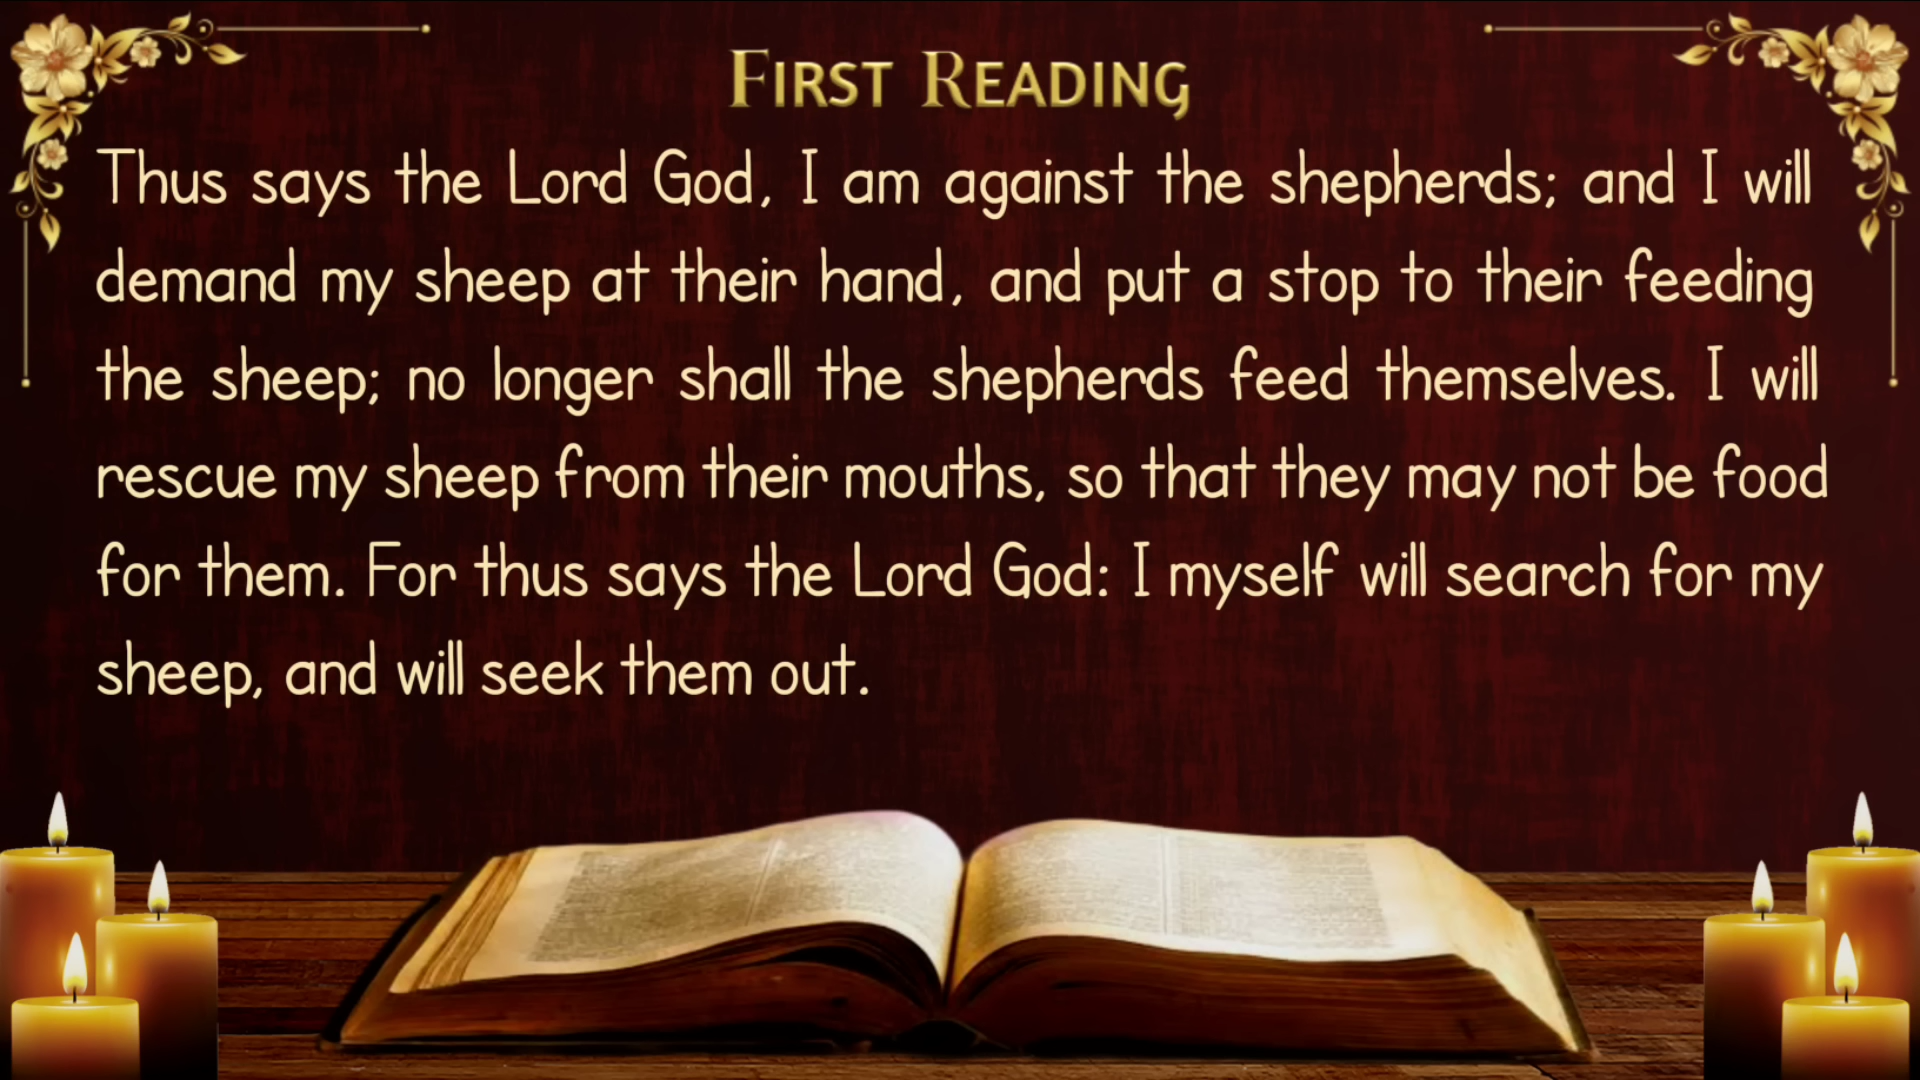 First Reading
Thus says the Lord God, I am against the shepherds; and I will
demand my sheep at their hand, and put a stop to their feeding
the sheep; no longer shall the shepherds feed themselves. I will
rescue my sheep from their mouths, so that they may not be food
for them. For thus says the Lord God: I myself will search for my
sheep, and will seek them out.